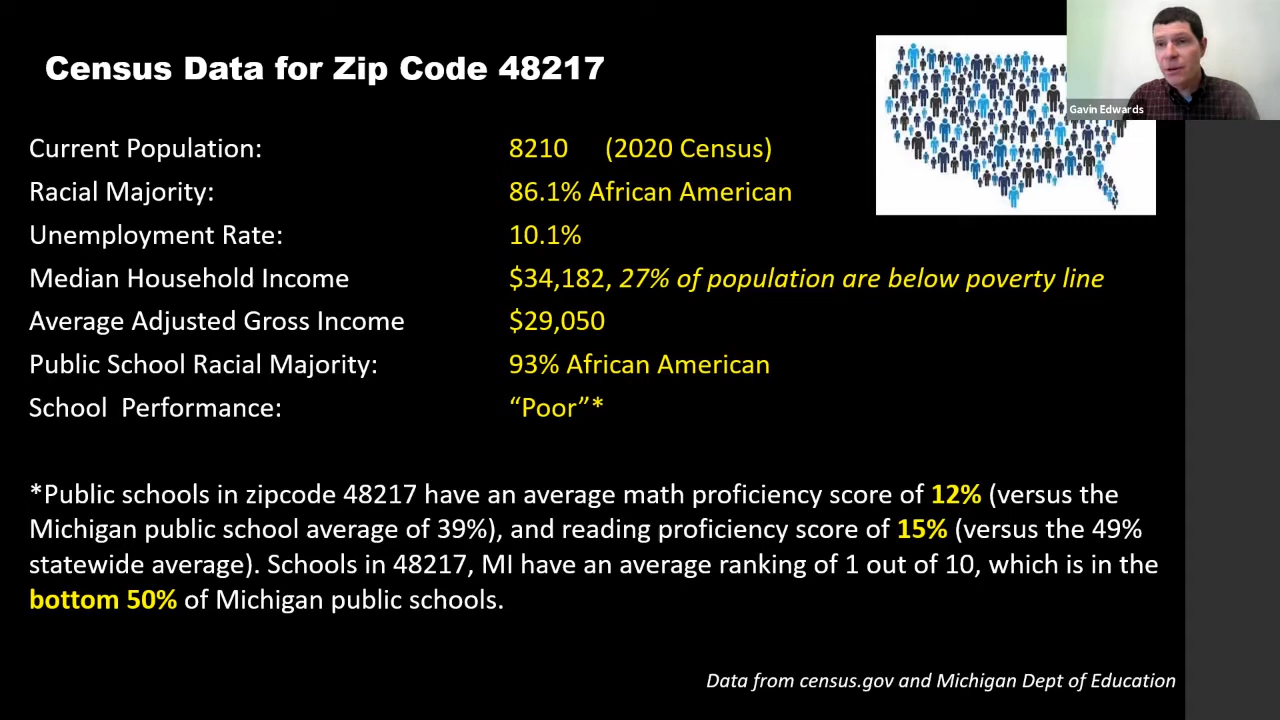 Census Data for Zip Code 48217
Gavin Edwards
Current Population: 8210 (2020 Census)
Racial Majority: 86.1% African American
Unemployment Rate: 10.1%
Median Household Income $34,182, 27% of population are below poverty line
Average Adjusted Gross Income $29,050
Public School Racial Majority: 93% African American
School Performance: “Poor”*
*Public schools in zipcode 48217 have an average math proficiency score of 12% (versus the
Michigan public school average of 39%), and reading proficiency score of 15% (versus the 49%
statewide average). Schools in 48217, MI have an average ranking of 1 out of 10, which is in the
bottom 50% of Michigan public schools.
Data from census.gov and Michigan Dept of Education